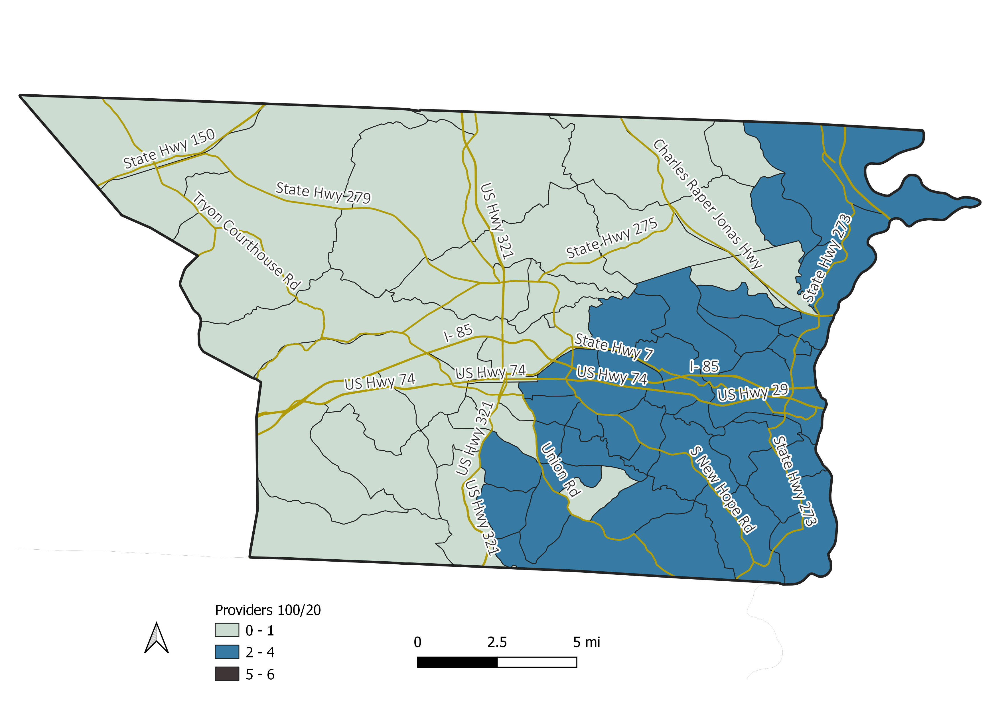 State Hwy 150
State Hwy 279
Tryon Courthouse Rd
US Hwy 321
Charles Raper Jonas Hwy
State Hwy 275
State Hwy 273
I- 85
State Hwy 7
I- 85
US Hwy 74
US Hwy 74
US Hwy 74
US Hwy 29
US Hwy 321
Union Rd
S New Hope Rd
State Hwy 273
US Hwy 321
Providers 100/20
0 - 1
2 - 4
5 - 6
0 2.5 5 mi